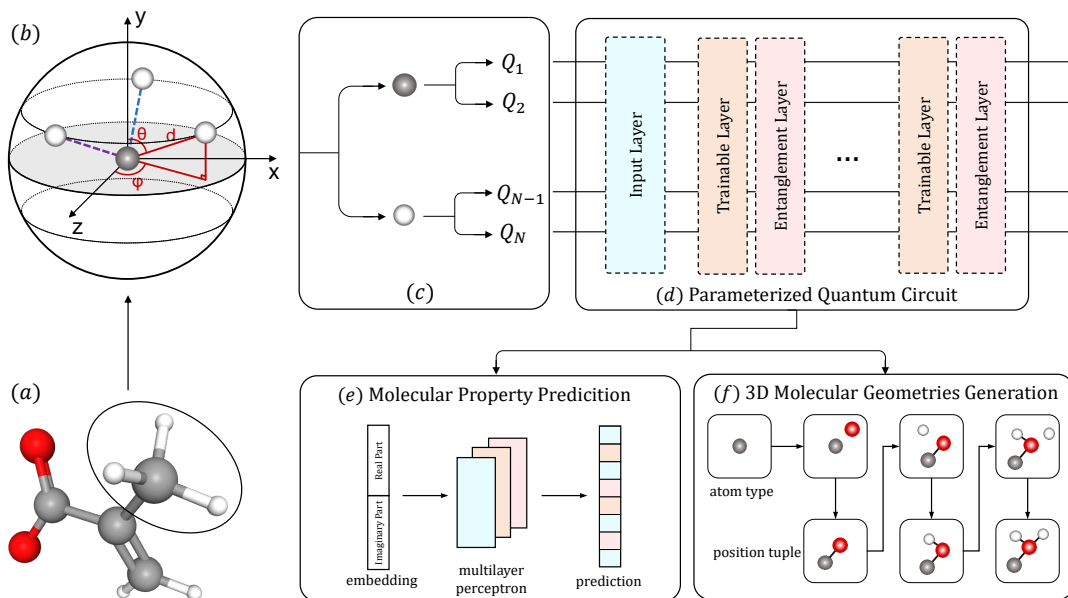 (b)
y
θ
d
x
φ
z
(a)
Q1
Q2
QN−1
QN
(c)
Input Layer
Trainable Layer
Entanglement Layer
...
Trainable Layer
Entanglement Layer
(d) Parameterized Quantum Circuit
(e) Molecular Property Predicition
Real Part
Imaginary Part
embedding
multilayer
perceptron
prediction
(f) 3D Molecular Geometries Generation
atom type
position tuple